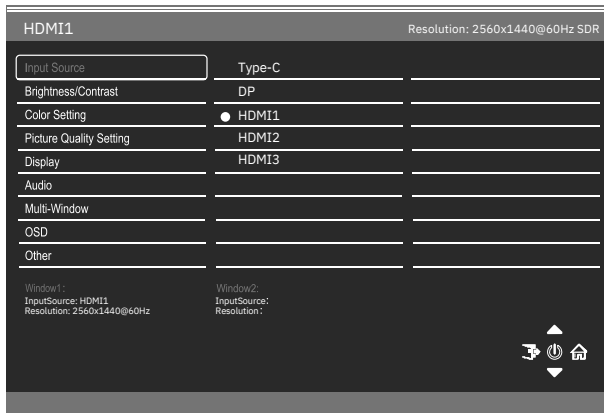 HDMI1
Resolution: 2560x1440@60Hz SDR
Input Source
Type-C
Brightness/Contrast
DP
Color Setting
HDMI1
Picture Quality Setting
HDMI2
Display
HDMI3
Audio
Multi-Window
OSD
Other
Window1:
Window2:
InputSource: HDMI1
InputSource:
Resolution: 2560x1440@60Hz
Resolution: